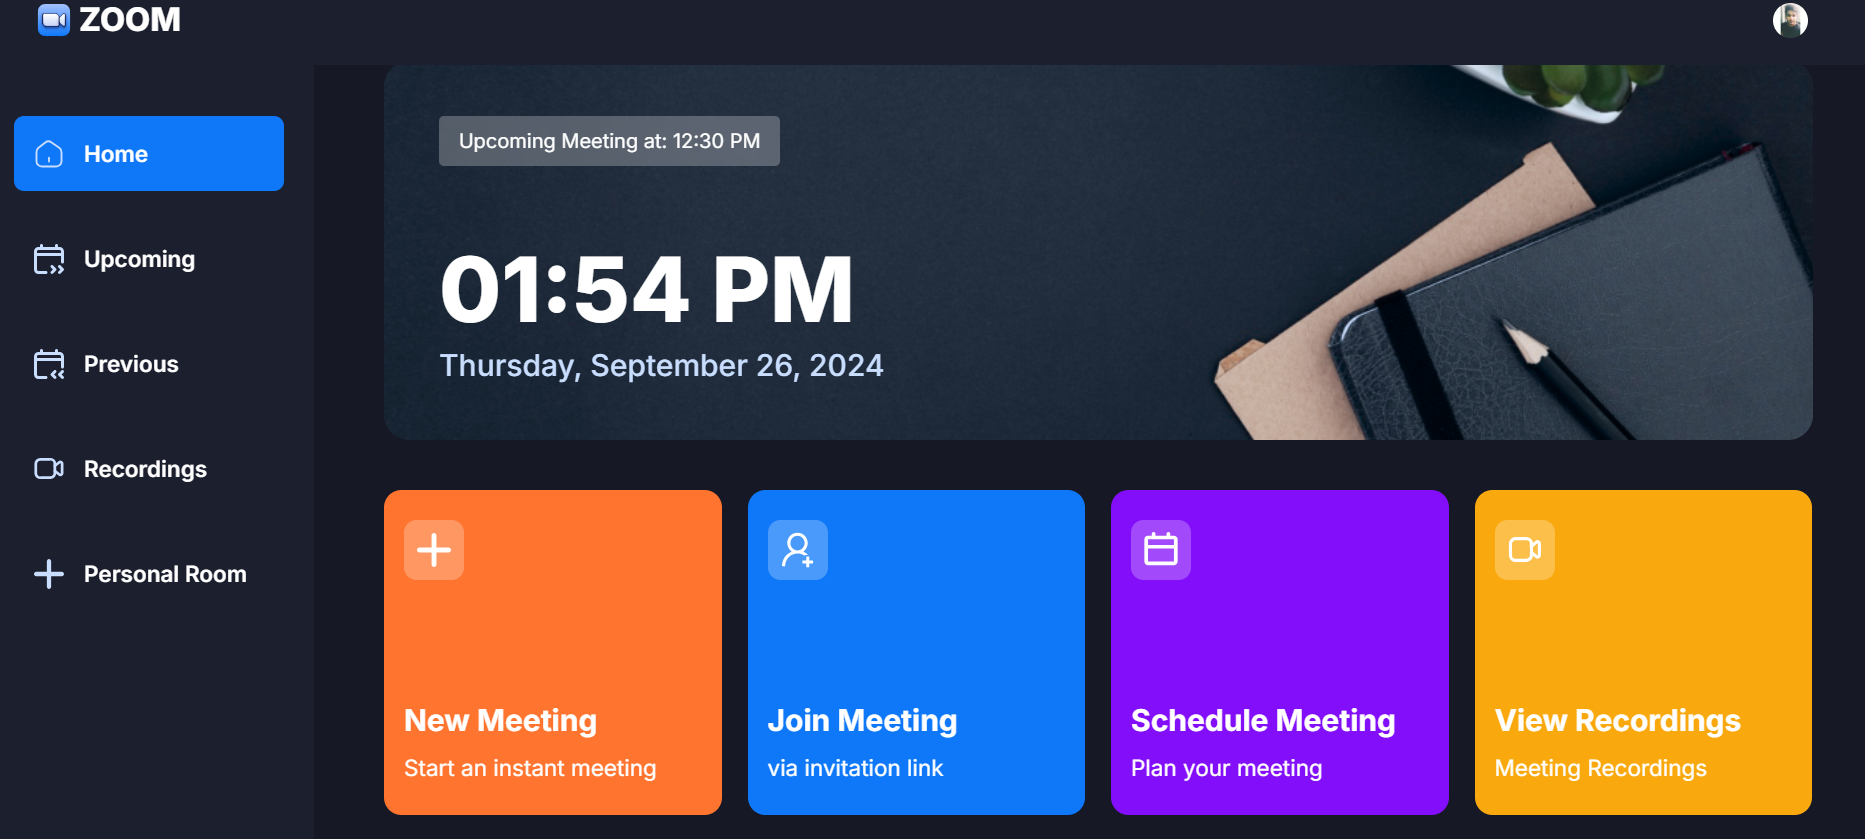 ZOOM
Home
Upcoming
Previous
Recordings
Personal Room
Upcoming Meeting at: 12:30 PM
01:54 PM
Thursday, September 26, 2024
New Meeting
Start an instant meeting
Join Meeting
via invitation link
Schedule Meeting
Plan your meeting
View Recordings
Meeting Recordings